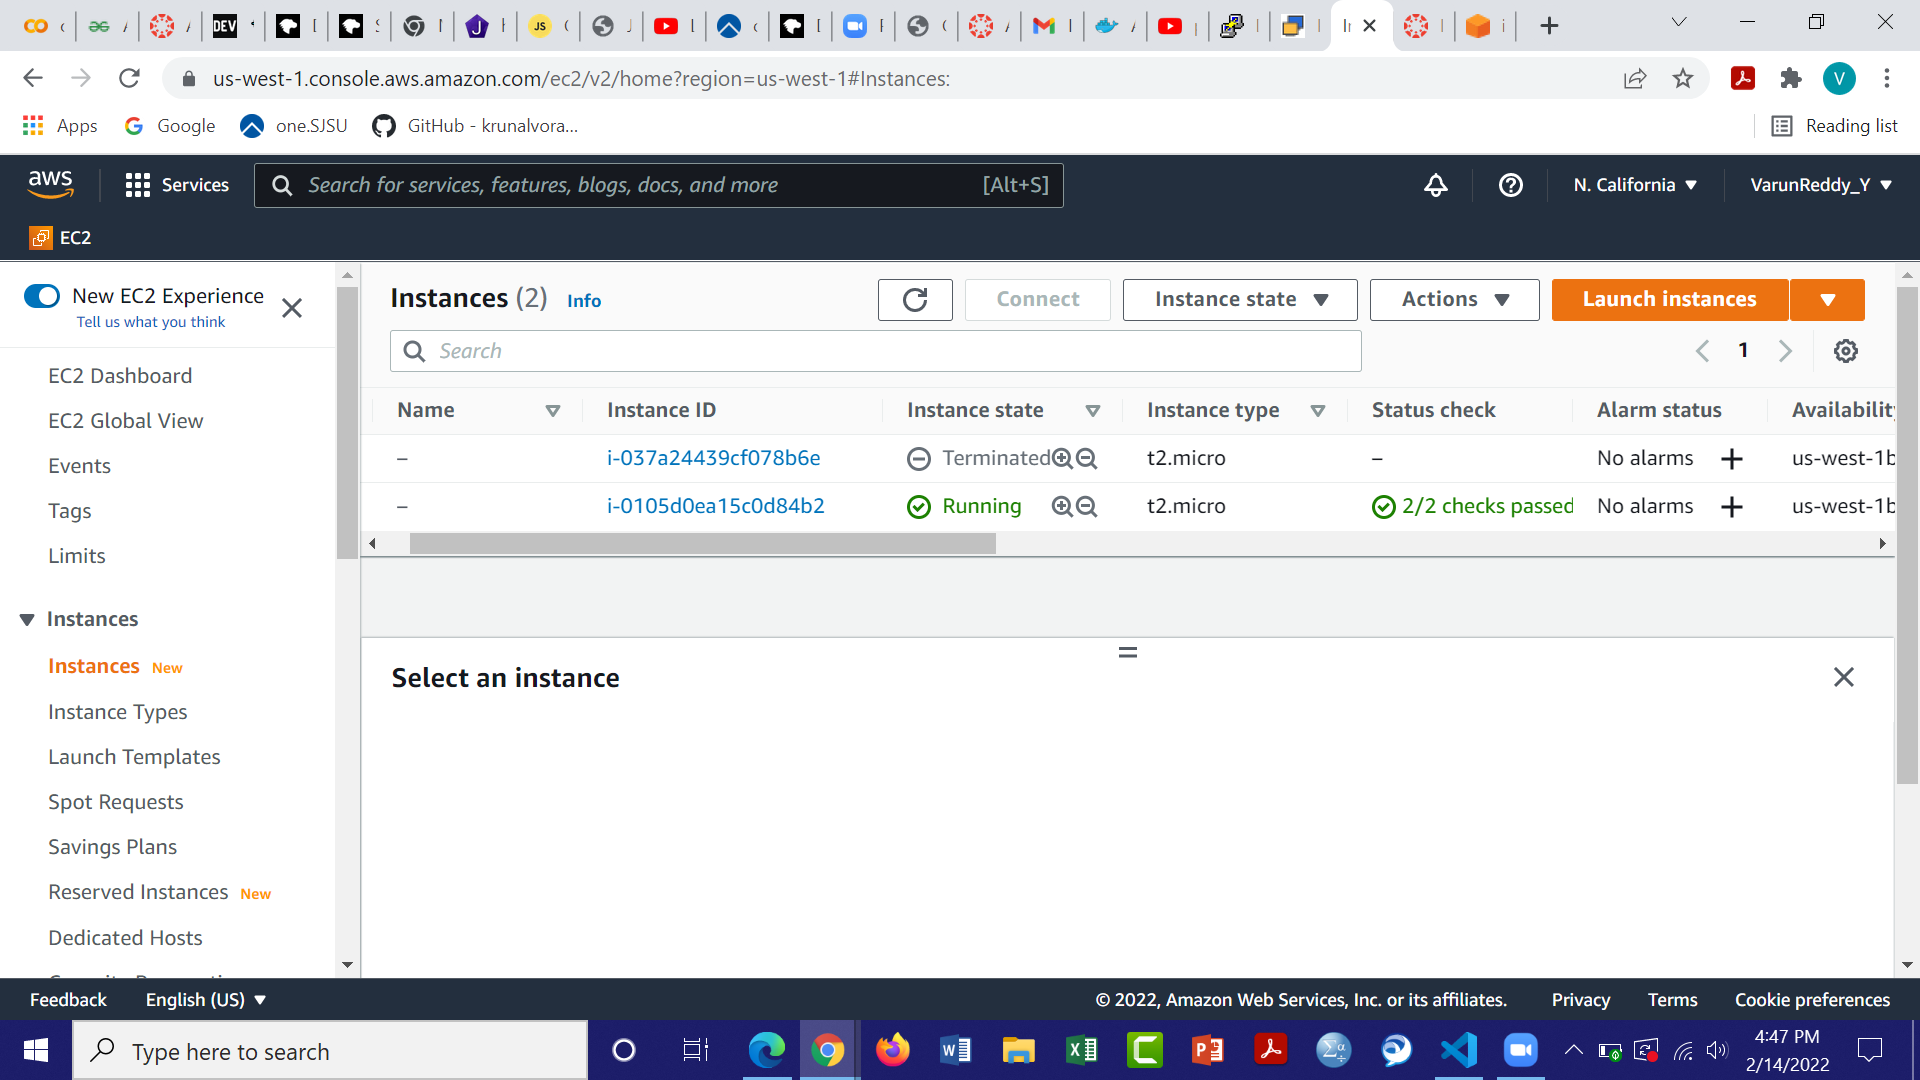 DEV
JS
us-west-1.console.aws.amazon.com/ec2/v2/home?region=us-west-1#Instances:
V
Apps
Google
one.SJSU
GitHub - krunalvora...
Reading list
aws
Services
Search for services, features, blogs, docs, and more
[Alt+S]
N. California
VarunReddy_Y
EC2
New EC2 Experience
Tell us what you think
EC2 Dashboard
EC2 Global View
Events
Tags
Limits
Instances
Instances New
Instance Types
Launch Templates
Spot Requests
Savings Plans
Reserved Instances New
Dedicated Hosts
Instances (2) Info
Connect
Instance state
Actions
Launch instances
Search
1
Name Instance ID Instance state Instance type Status check Alarm status Availability
– i-037a24439cf078b6e Terminated t2.micro – No alarms us-west-1b
– i-0105d0ea15c0d84b2 Running t2.micro 2/2 checks passed No alarms us-west-1b
Select an instance
Feedback
English (US)
© 2022, Amazon Web Services, Inc. or its affiliates.
Privacy
Terms
Cookie preferences
Type here to search
4:47 PM
2/14/2022